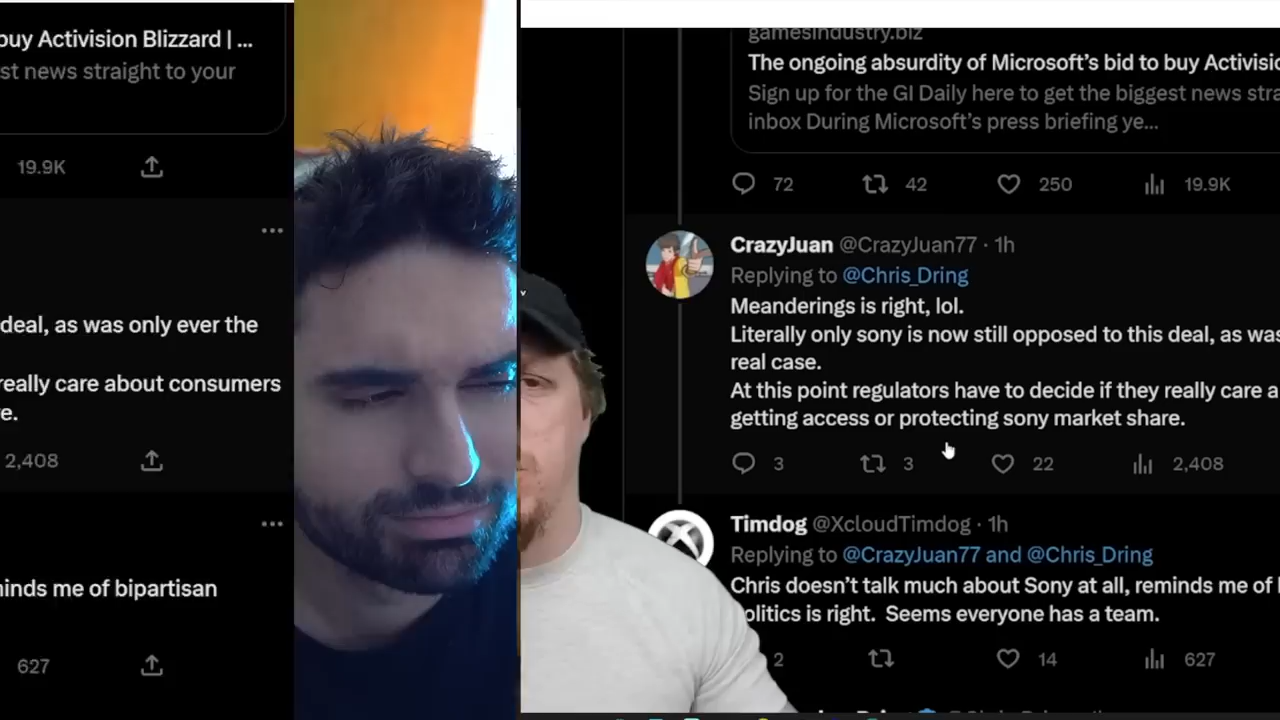 buy Activision Blizzard | ...
st news straight to your
19.9K
deal, as was only ever the
really care about consumers
e.
2,408
minds me of bipartisan
627
gamesindustry.biz
The ongoing absurdity of Microsoft's bid to buy Activisio
Sign up for the GI Daily here to get the biggest news stra
inbox During Microsoft's press briefing ye...
72 42 250 19.9K
CrazyJuan @CrazyJuan77 · 1h
Replying to @Chris_Dring
Meanderings is right, lol.
Literally only sony is now still opposed to this deal, as was
real case.
At this point regulators have to decide if they really care a
getting access or protecting sony market share.
3 3 22 2,408
Timdog @XcloudTimdog · 1h
Replying to @CrazyJuan77 and @Chris_Dring
Chris doesn't talk much about Sony at all, reminds me of
olitics is right. Seems everyone has a team.
2 14 627